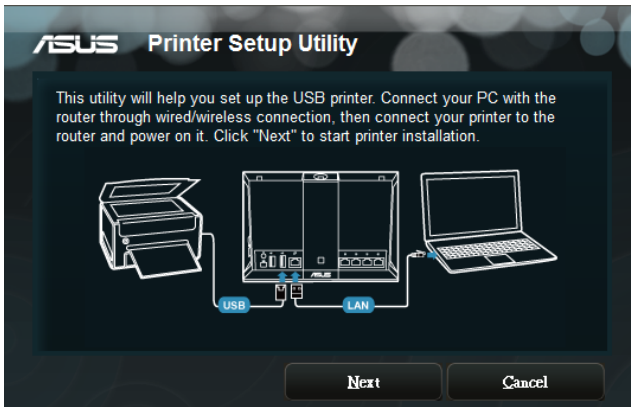 ASUS Printer Setup Utility
This utility will help you set up the USB printer. Connect your PC with the
router through wired/wireless connection, then connect your printer to the
router and power on it. Click "Next" to start printer installation.
ASUS
USB
LAN
Next
Cancel